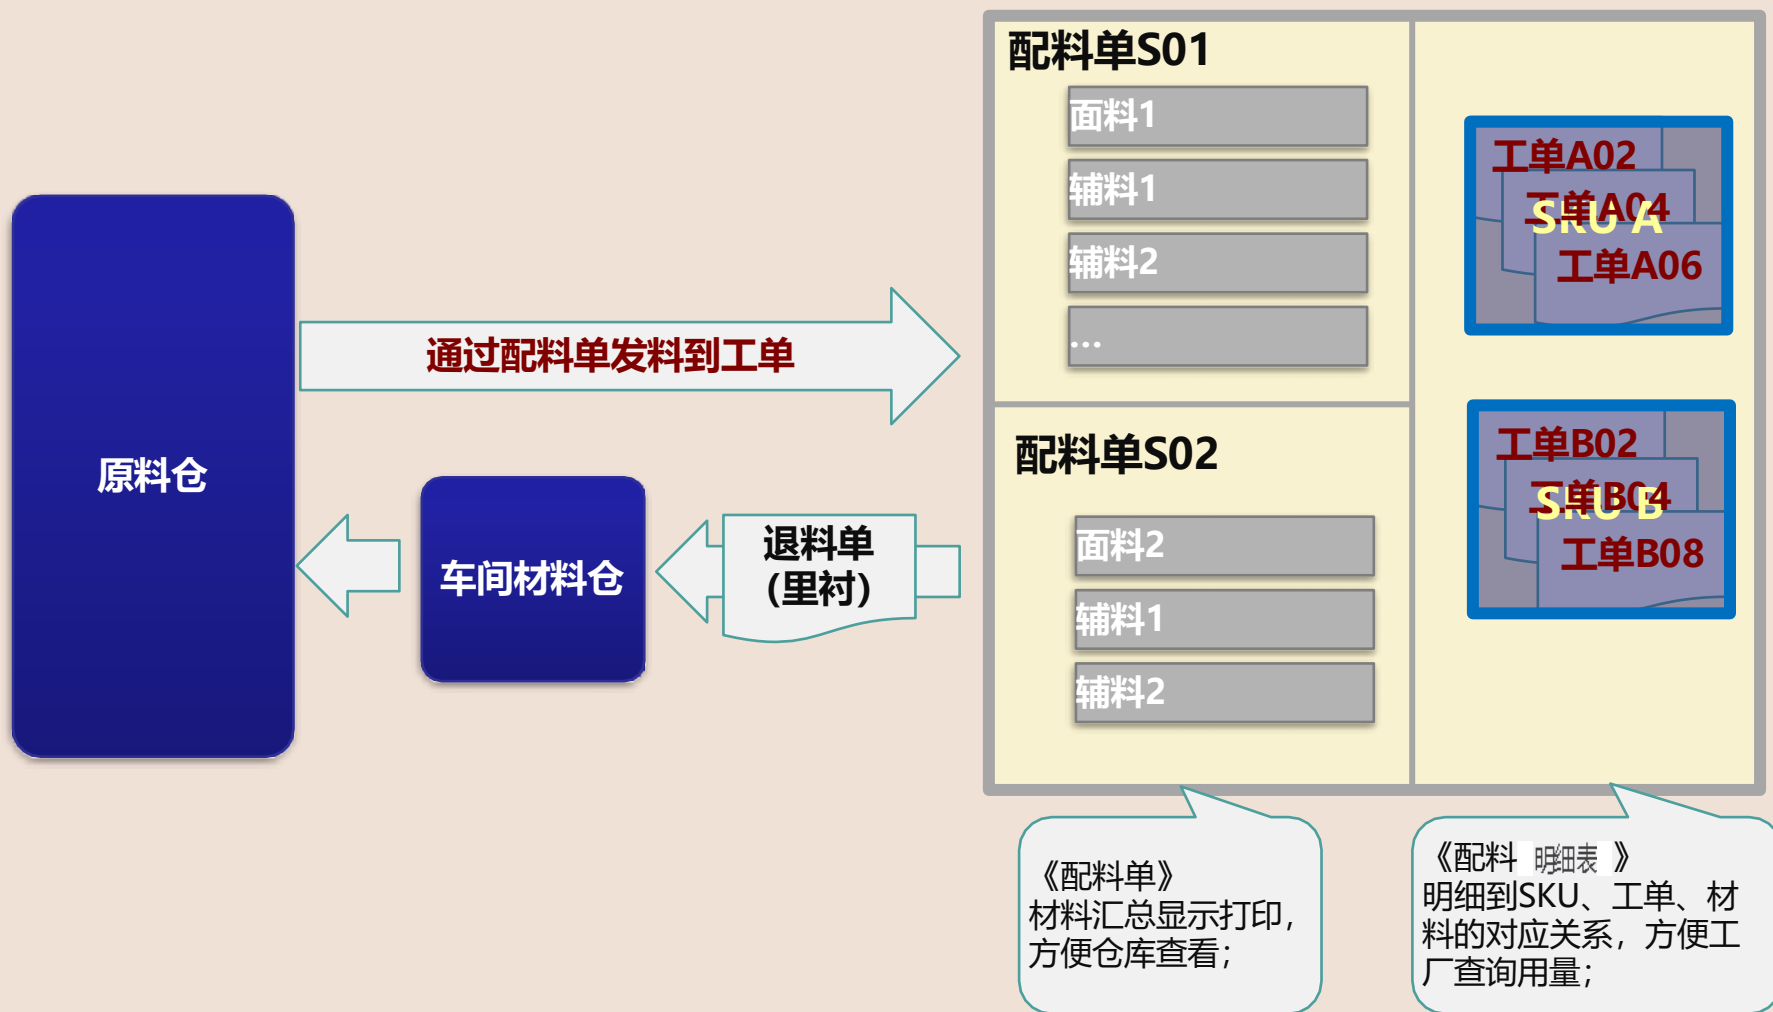 配料单S01
面料1
辅料1
辅料2
...
配料单S02
面料2
辅料1
辅料2
工单A02
工单A04
SKU A
工单A06
工单B02
工单B04
SKU B
工单B08
原料仓
通过配料单发料到工单
车间材料仓
退料单
（里衬）
《配料单》
材料汇总显示打印，
方便仓库查看；
《配料 明细表 》
明细到SKU、工单、材
料的对应关系，方便工
厂查询用量；